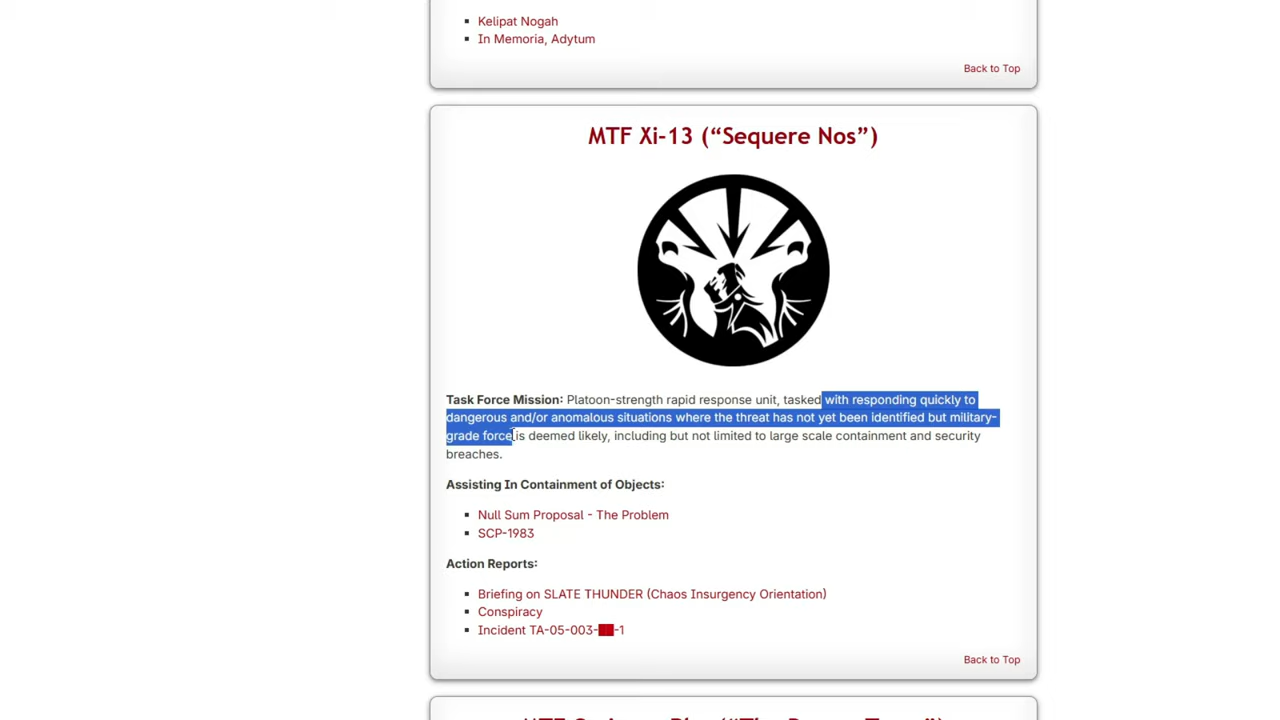 Kelipat Nogah
In Memoria, Adytum
Back to Top
MTF Xi-13 (“Sequere Nos”)
Task Force Mission: Platoon-strength rapid response unit, tasked with responding quickly to
dangerous and/or anomalous situations where the threat has not yet been identified but military-
grade force is deemed likely, including but not limited to large scale containment and security
breaches.
Assisting In Containment of Objects:
Null Sum Proposal - The Problem
SCP-1983
Action Reports:
Briefing on SLATE THUNDER (Chaos Insurgency Orientation)
Conspiracy
Incident TA-05-003-██-1
Back to Top